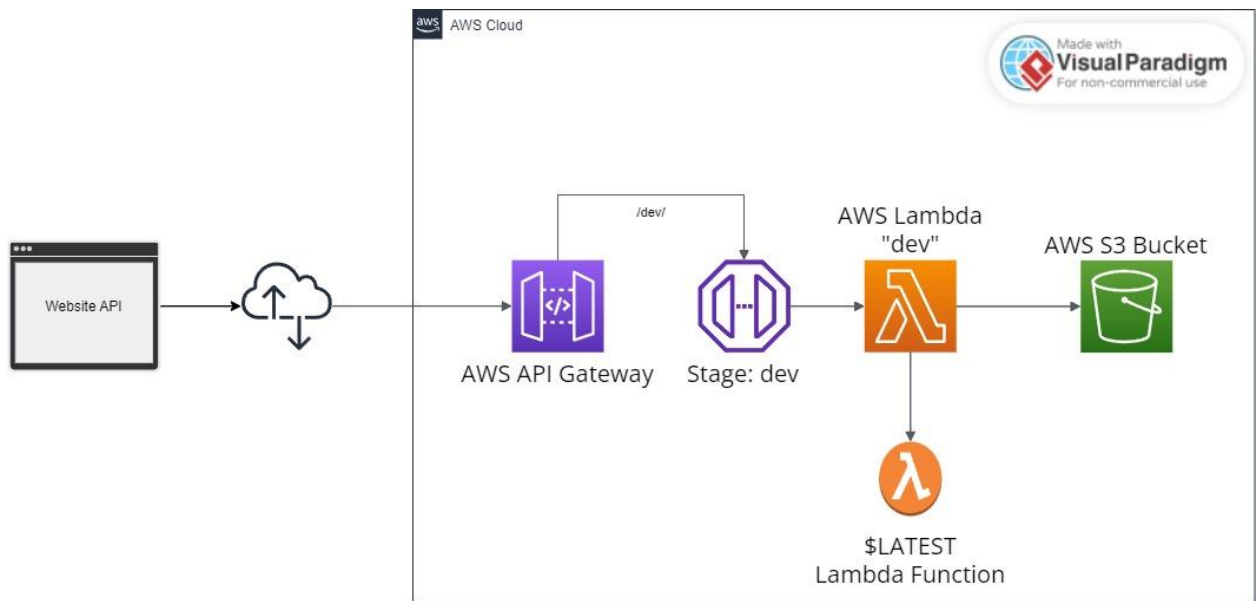 aws
AWS Cloud
Made with
Visual Paradigm
For non-commercial use
/dev/
AWS Lambda
"dev"
AWS S3 Bucket
Website API
</>
AWS API Gateway
Stage: dev
$LATEST
Lambda Function